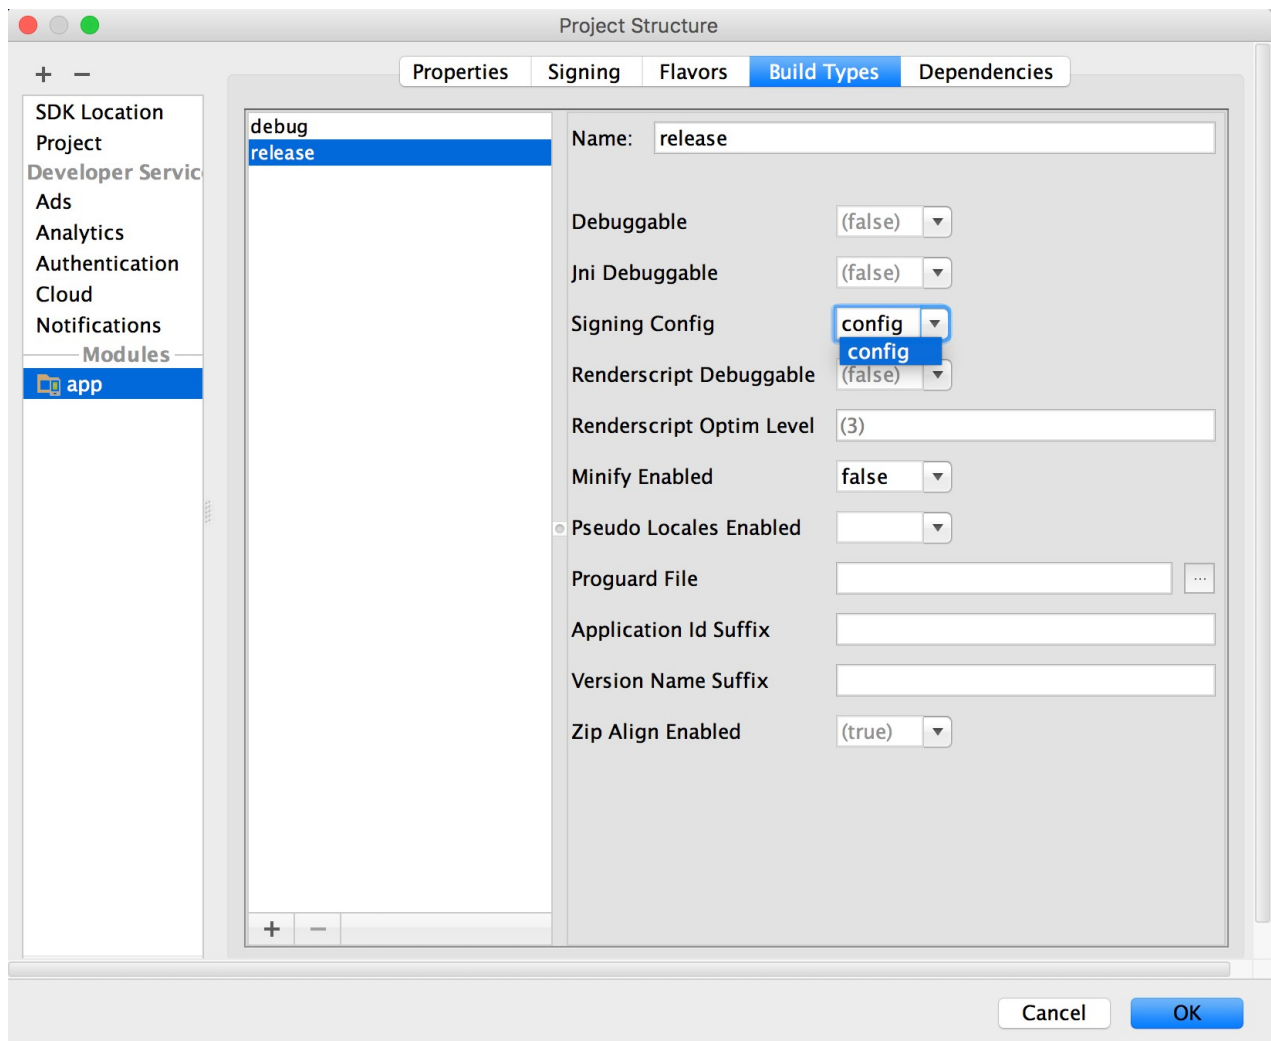 Project Structure
Properties Signing Flavors Build Types Dependencies
SDK Location
Project
Developer Servic
Ads
Analytics
Authentication
Cloud
Notifications
Modules
app
debug
release
Name: release
Debuggable (false)
Jni Debuggable (false)
Signing Config config
config
Renderscript Debuggable (false)
Renderscript Optim Level (3)
Minify Enabled false
Pseudo Locales Enabled
Proguard File ...
Application Id Suffix
Version Name Suffix
Zip Align Enabled (true)
Cancel OK